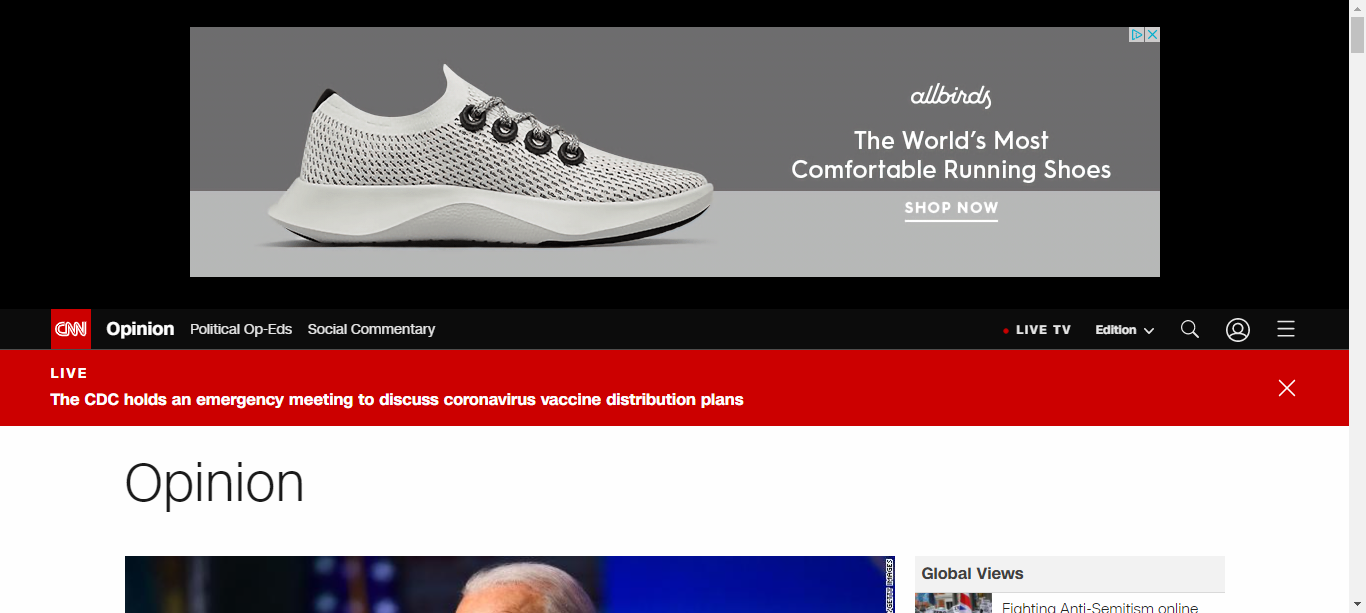 allbirds
The World's Most
Comfortable Running Shoes
SHOP NOW
CNN Opinion Political Op-Eds Social Commentary LIVE TV Edition
LIVE
The CDC holds an emergency meeting to discuss coronavirus vaccine distribution plans
Opinion
GETTY IMAGES
Global Views
Fighting Anti-Semitism online